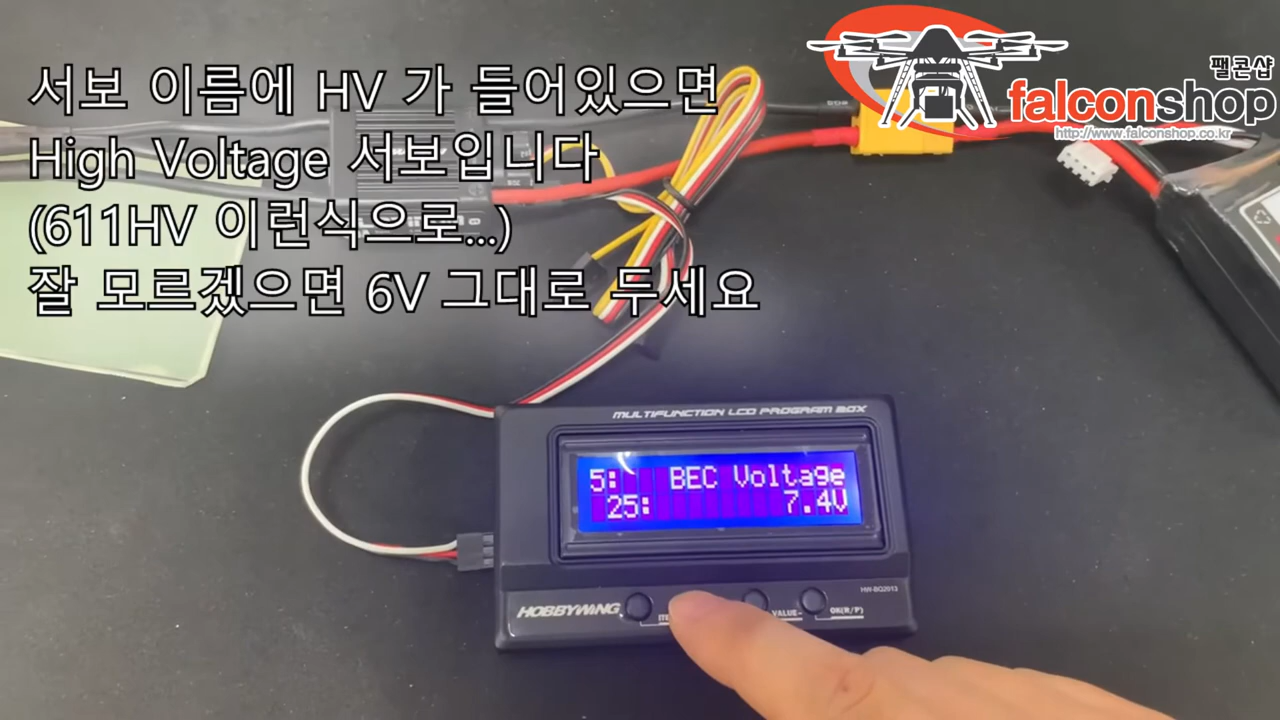 서보 이름에 HV 가 들어있으면
High Voltage 서보입니다
(611HV 이런식으로...)
잘 모르겠으면 6V 그대로 두세요
팰콘샵
falconshop
http://www.falconshop.co.kr
MULTIFUNCTION LCD PROGRAM BOX
5: BEC Voltage
25: 7.4V
HW-BQ2013
HOBBYWING
VALUE-
OK(R/P)